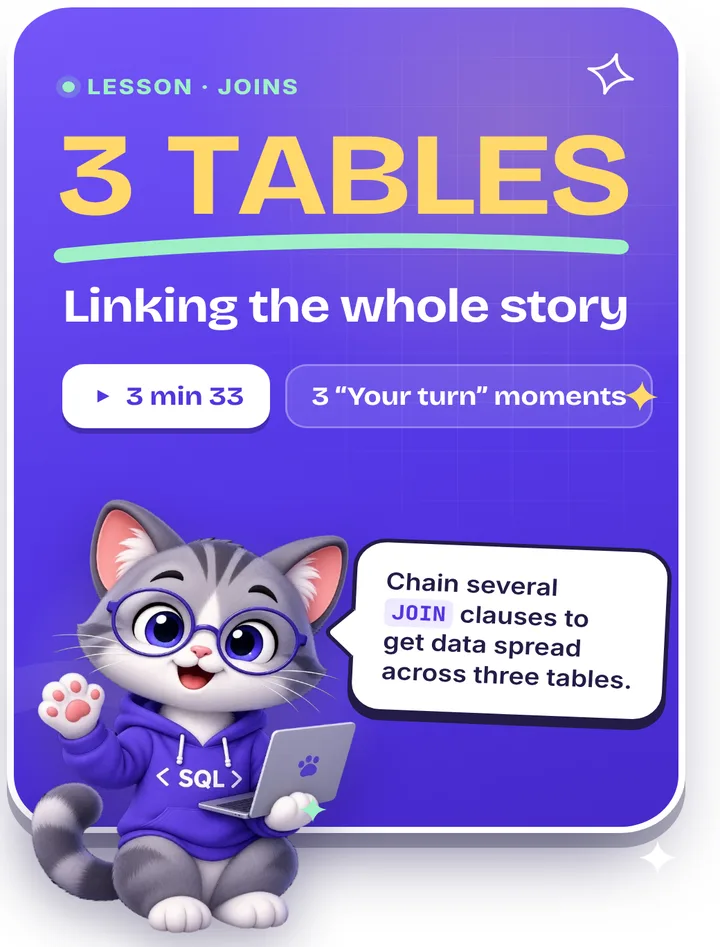 LESSON · JOINS
3 TABLES
Linking the whole story
3 min 33
3 “Your turn” moments
Chain several
JOIN clauses to
get data spread
across three tables.
< SQL >